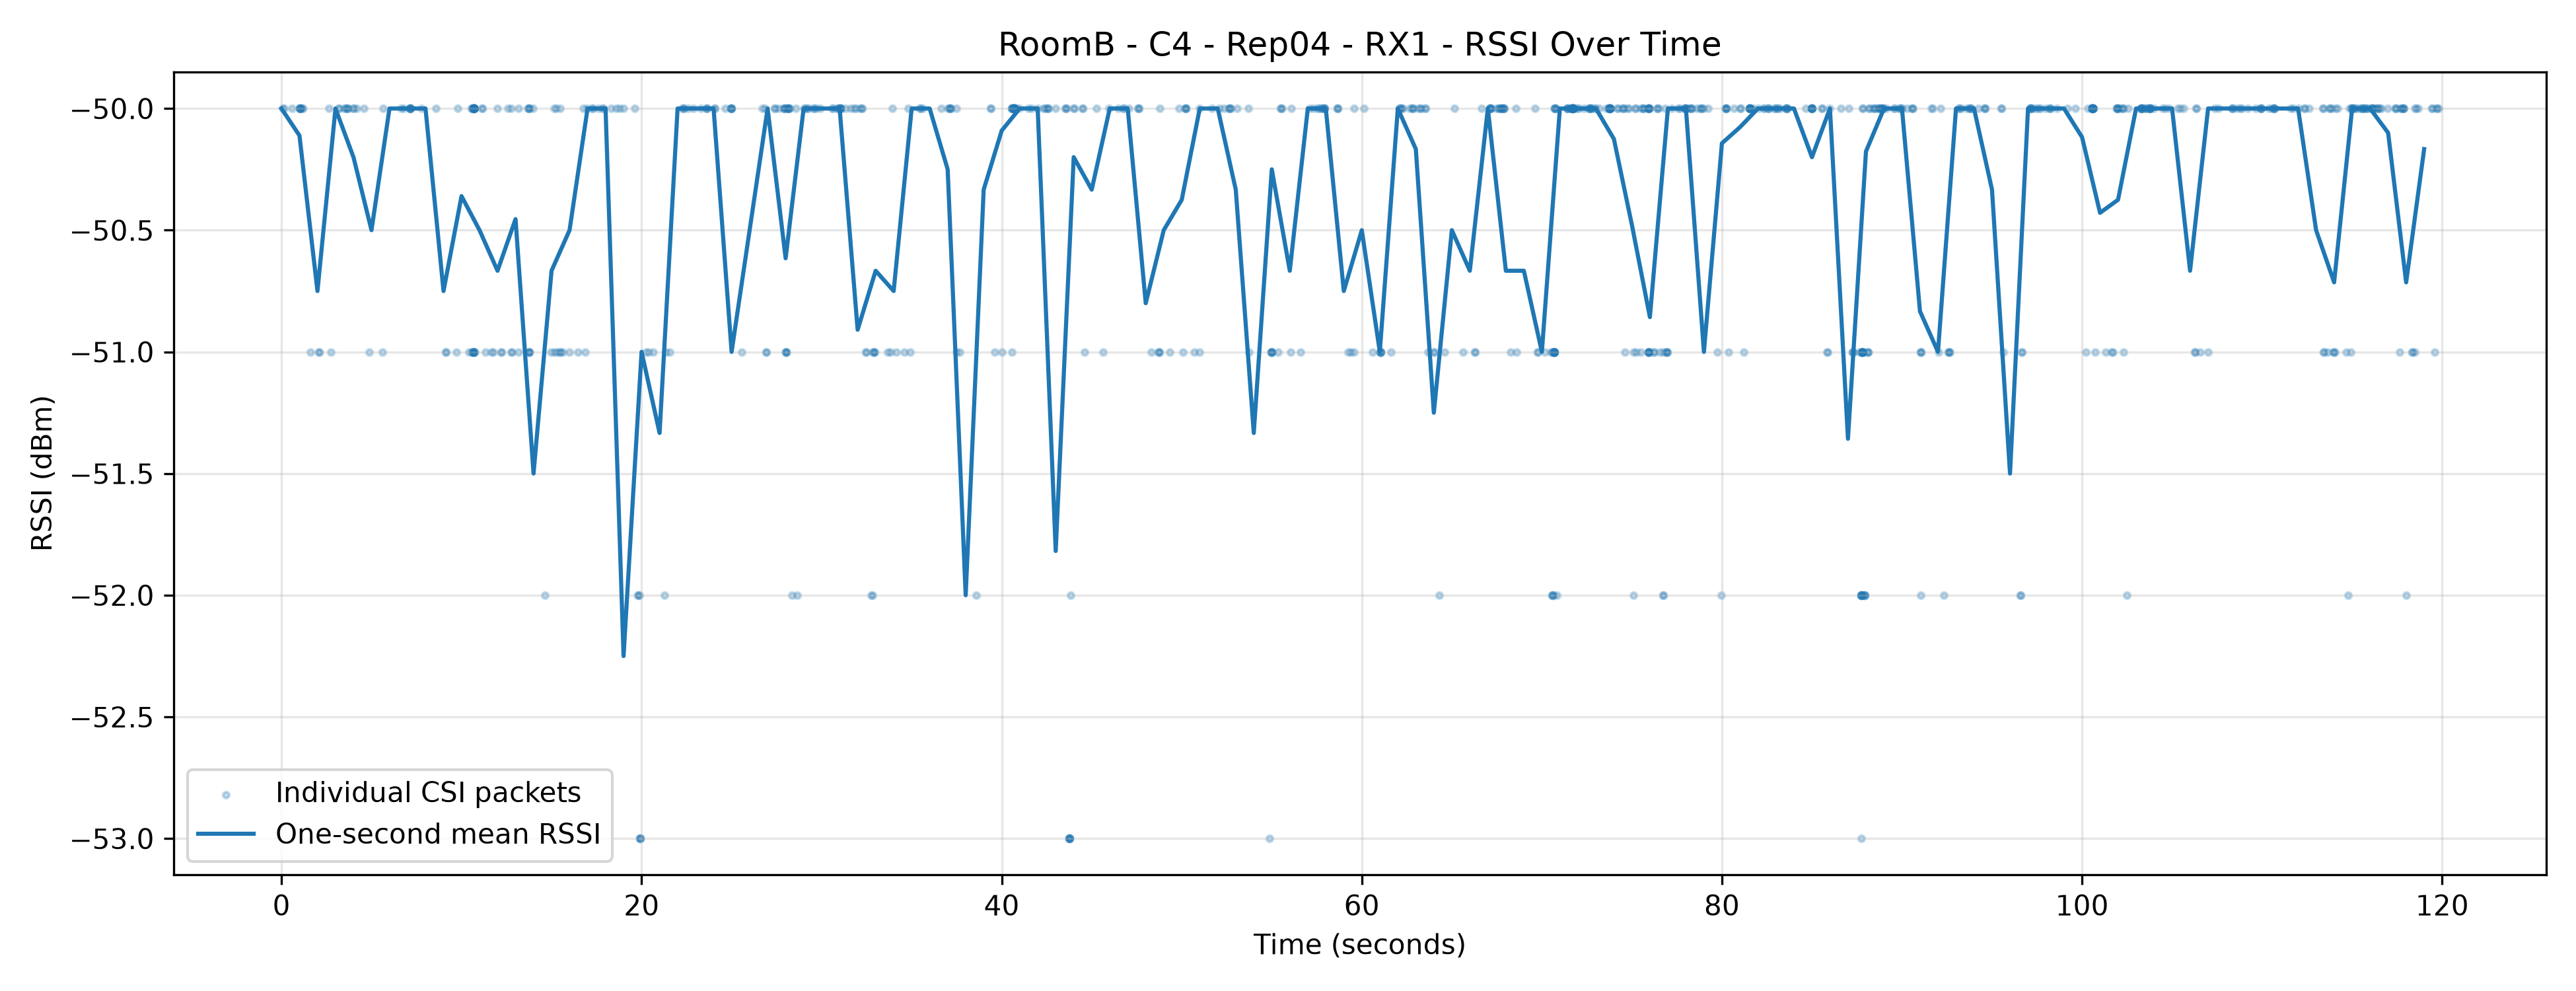 RoomB - C4 - Rep04 - RX1 - RSSI Over Time
RSSI (dBm)
−50.0
−50.5
−51.0
−51.5
−52.0
−52.5
−53.0
Individual CSI packets
One-second mean RSSI
0 20 40 60 80 100 120
Time (seconds)